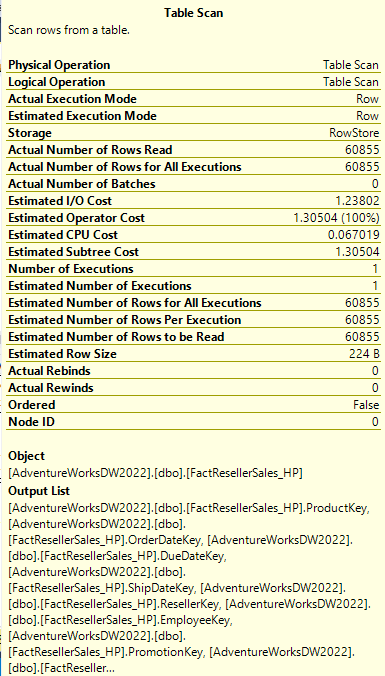 Table Scan
Scan rows from a table.
Physical Operation Table Scan
Logical Operation Table Scan
Actual Execution Mode Row
Estimated Execution Mode Row
Storage RowStore
Actual Number of Rows Read 60855
Actual Number of Rows for All Executions 60855
Actual Number of Batches 0
Estimated I/O Cost 1.23802
Estimated Operator Cost 1.30504 (100%)
Estimated CPU Cost 0.067019
Estimated Subtree Cost 1.30504
Number of Executions 1
Estimated Number of Executions 1
Estimated Number of Rows for All Executions 60855
Estimated Number of Rows Per Execution 60855
Estimated Number of Rows to be Read 60855
Estimated Row Size 224 B
Actual Rebinds 0
Actual Rewinds 0
Ordered False
Node ID 0
Object
[AdventureWorksDW2022].[dbo].[FactResellerSales_HP]
Output List
[AdventureWorksDW2022].[dbo].[FactResellerSales_HP].ProductKey,
[AdventureWorksDW2022].[dbo].
[FactResellerSales_HP].OrderDateKey, [AdventureWorksDW2022].
[dbo].[FactResellerSales_HP].DueDateKey,
[AdventureWorksDW2022].[dbo].
[FactResellerSales_HP].ShipDateKey, [AdventureWorksDW2022].
[dbo].[FactResellerSales_HP].ResellerKey, [AdventureWorksDW2022].
[dbo].[FactResellerSales_HP].EmployeeKey,
[AdventureWorksDW2022].[dbo].
[FactResellerSales_HP].PromotionKey, [AdventureWorksDW2022].
[dbo].[FactReseller...